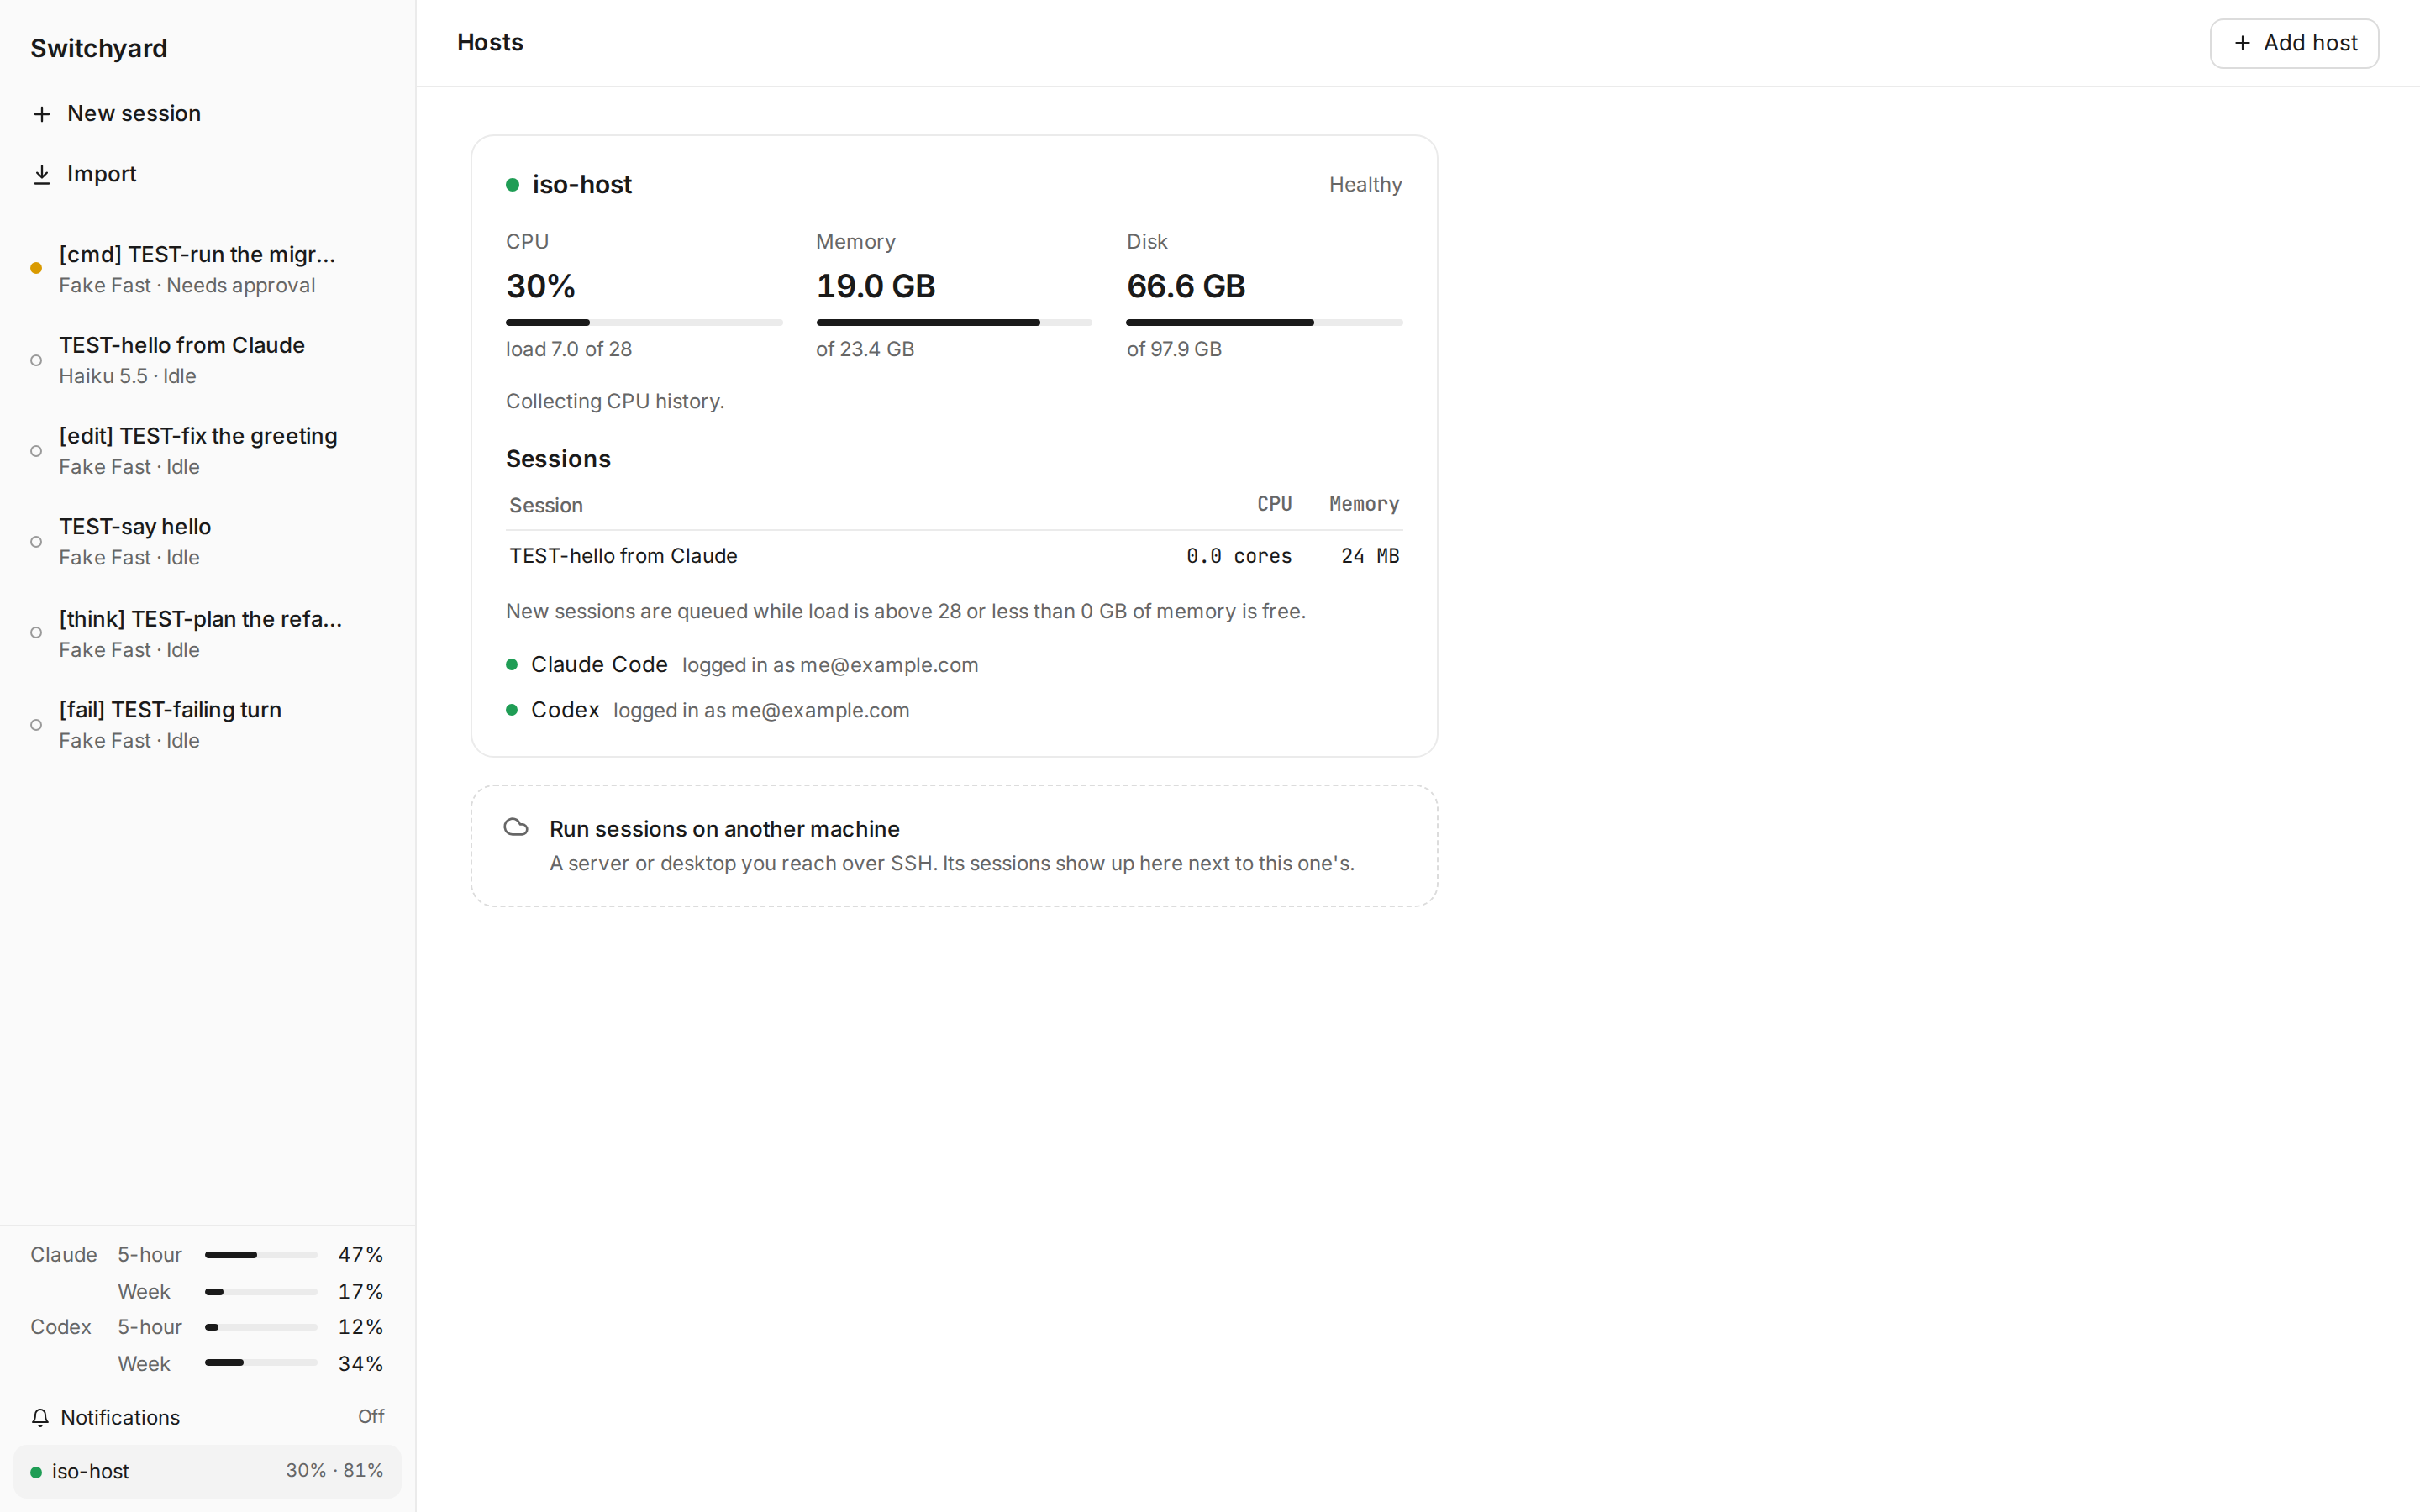 Switchyard
New session
Import
[cmd] TEST-run the migr...
Fake Fast · Needs approval
TEST-hello from Claude
Haiku 5.5 · Idle
[edit] TEST-fix the greeting
Fake Fast · Idle
TEST-say hello
Fake Fast · Idle
[think] TEST-plan the refa...
Fake Fast · Idle
[fail] TEST-failing turn
Fake Fast · Idle
Claude 5-hour 47%
Week 17%
Codex 5-hour 12%
Week 34%
Notifications Off
iso-host 30% · 81%
Hosts
Add host
iso-host Healthy
CPU Memory Disk
30% 19.0 GB 66.6 GB
load 7.0 of 28 of 23.4 GB of 97.9 GB
Collecting CPU history.
Sessions
Session CPU Memory
TEST-hello from Claude 0.0 cores 24 MB
New sessions are queued while load is above 28 or less than 0 GB of memory is free.
Claude Code logged in as me@example.com
Codex logged in as me@example.com
Run sessions on another machine
A server or desktop you reach over SSH. Its sessions show up here next to this one's.